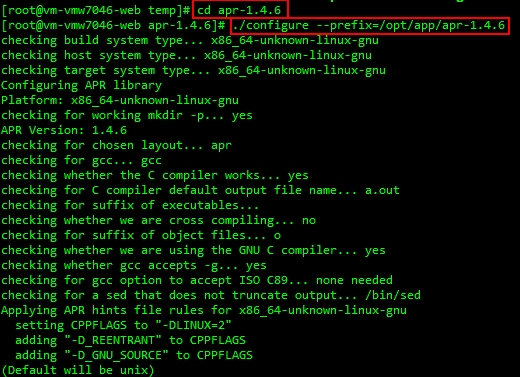 [root@vm-vmw7046-web temp]# cd apr-1.4.6
[root@vm-vmw7046-web apr-1.4.6]# ./configure --prefix=/opt/app/apr-1.4.6
checking build system type... x86_64-unknown-linux-gnu
checking host system type... x86_64-unknown-linux-gnu
checking target system type... x86_64-unknown-linux-gnu
Configuring APR library
Platform: x86_64-unknown-linux-gnu
checking for working mkdir -p... yes
APR Version: 1.4.6
checking for chosen layout... apr
checking for gcc... gcc
checking whether the C compiler works... yes
checking for C compiler default output file name... a.out
checking for suffix of executables...
checking whether we are cross compiling... no
checking for suffix of object files... o
checking whether we are using the GNU C compiler... yes
checking whether gcc accepts -g... yes
checking for gcc option to accept ISO C89... none needed
checking for a sed that does not truncate output... /bin/sed
Applying APR hints file rules for x86_64-unknown-linux-gnu
  setting CPPFLAGS to "-DLINUX=2"
  adding "-D_REENTRANT" to CPPFLAGS
  adding "-D_GNU_SOURCE" to CPPFLAGS
(Default will be unix)